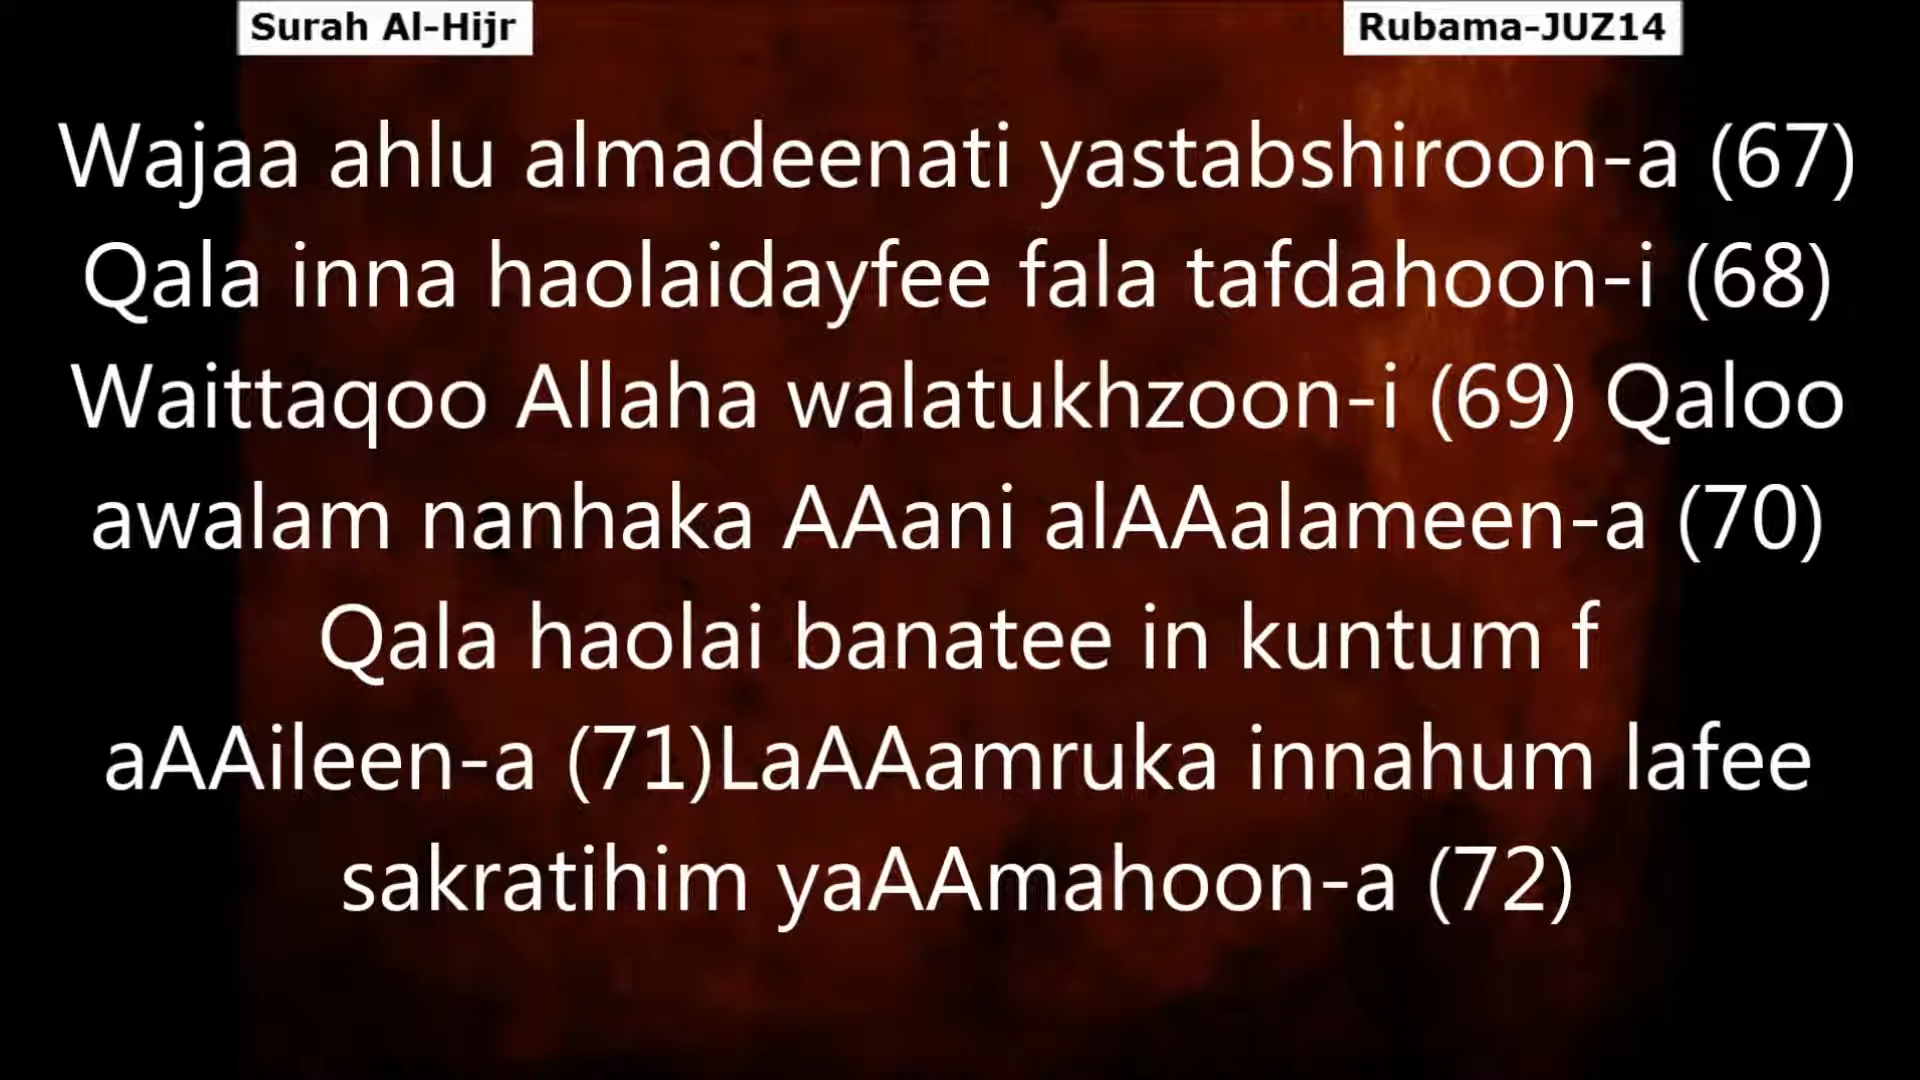 Surah Al-Hijr
Rubama-JUZ14
Wajaa ahlu almadeenati yastabshiroon-a (67)
Qala inna haolaidayfee fala tafdahoon-i (68)
Waittaqoo Allaha walatukhzoon-i (69) Qaloo
awalam nanhaka AAani alAAalameen-a (70)
Qala haolai banatee in kuntum f
aAAileen-a (71)LaAAamruka innahum lafee
sakratihim yaAAmahoon-a (72)